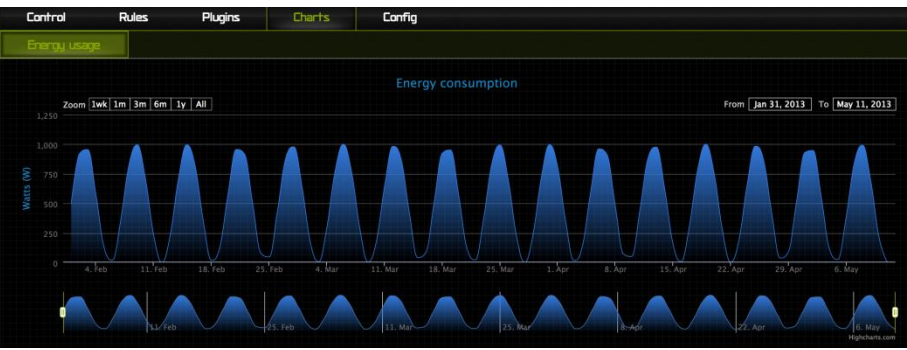 Control Rules Plugins Charts Config
Energy usage
Energy consumption
Zoom 1wk 1m 3m 6m 1y All From Jan 31, 2013 To May 11, 2013
1,250
1,000
750
500
250
0
Watts (W)
4. Feb 11. Feb 18. Feb 25. Feb 4. Mar 11. Mar 18. Mar 25. Mar 1. Apr 8. Apr 15. Apr 22. Apr 29. Apr 6. May
11. Feb 25. Feb 11. Mar 25. Mar 8. Apr 22. Apr 6. May
Highcharts.com